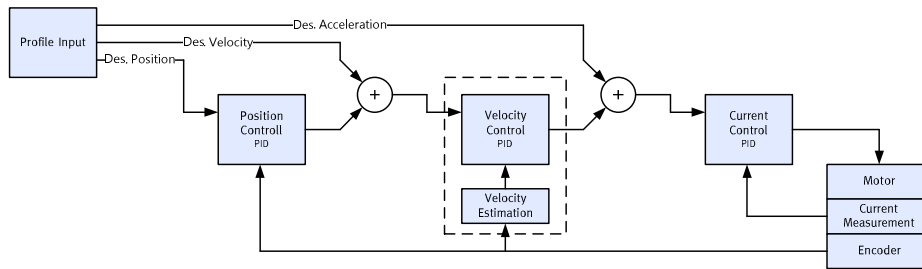 Des. Acceleration
Profile Input
Des. Velocity
Des. Position
+
+
Position
Controll
PID
Velocity
Control
PID
Current
Control
PID
Velocity
Estimation
Motor
Current
Measurement
Encoder